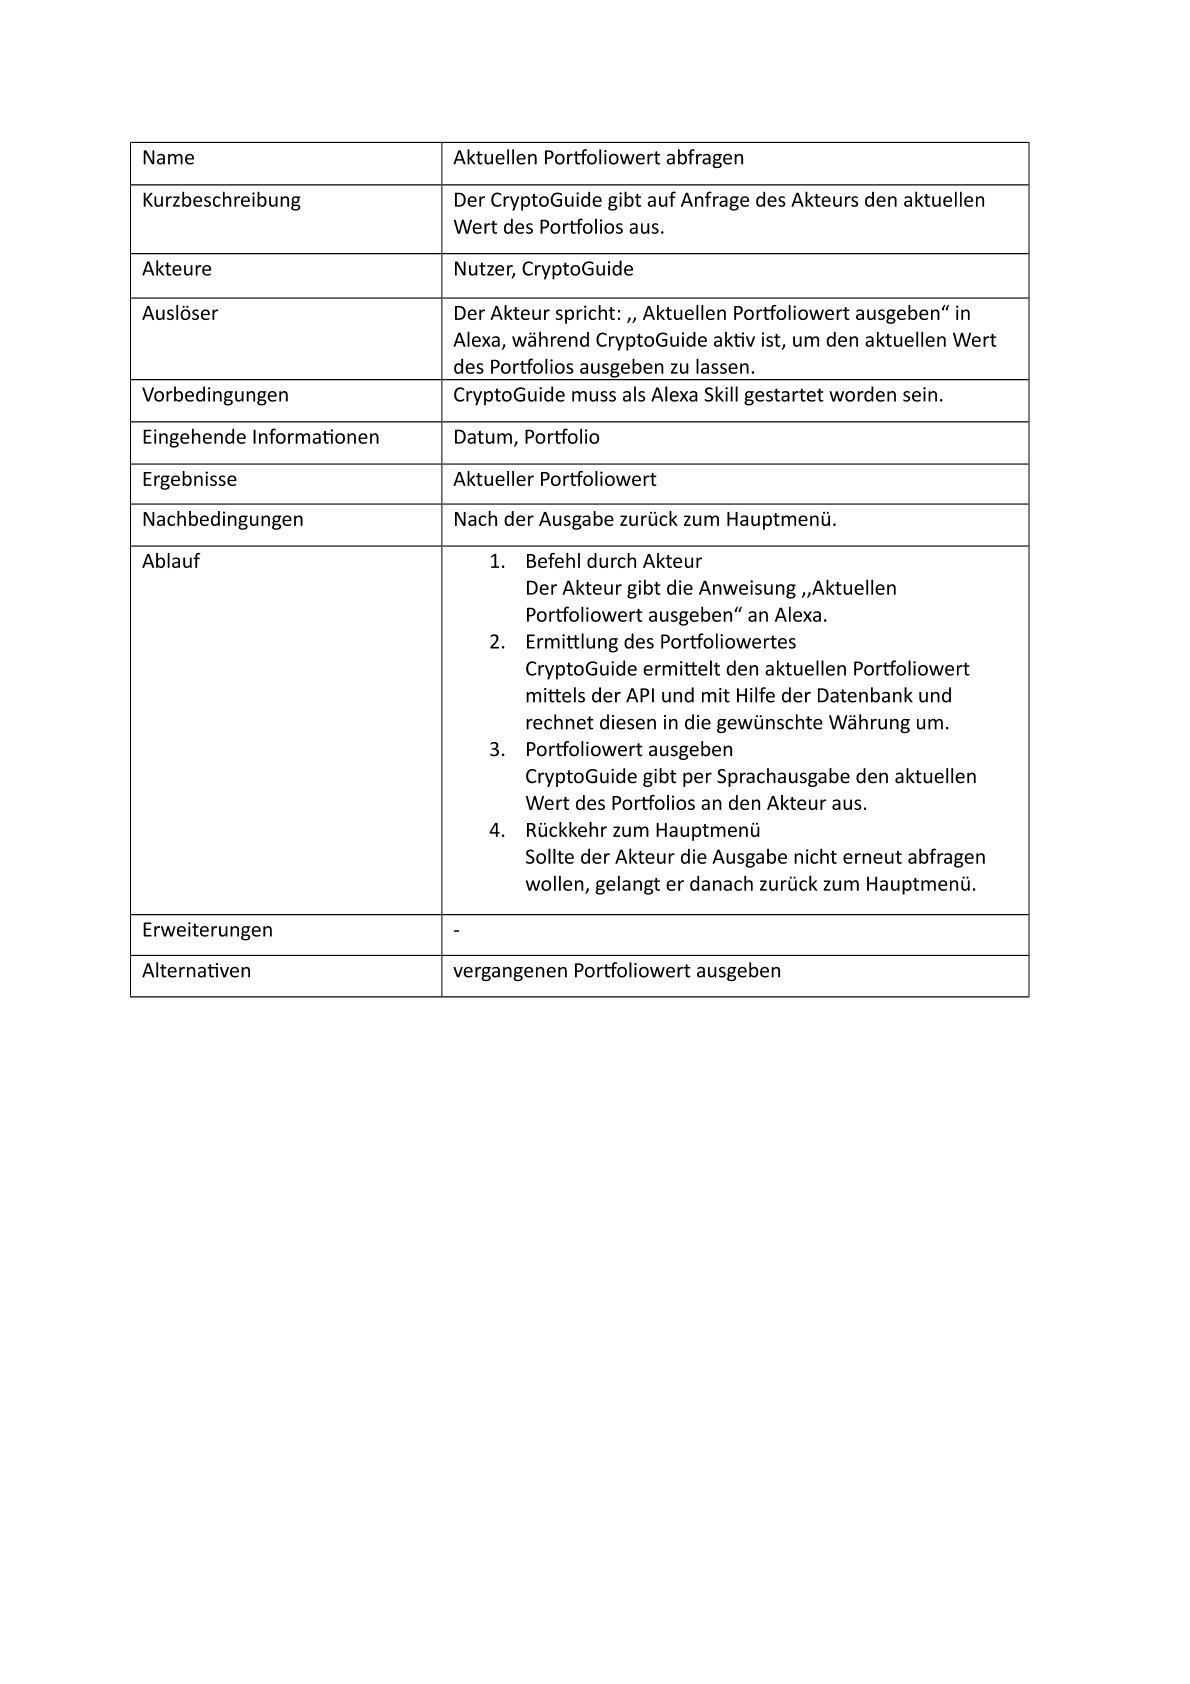 Name
Aktuellen Portfoliowert abfragen
Kurzbeschreibung
Der CryptoGuide gibt auf Anfrage des Akteurs den aktuellen
Wert des Portfolios aus.
Akteure
Nutzer, CryptoGuide
Auslöser
Der Akteur spricht: ,, Aktuellen Portfoliowert ausgeben“ in
Alexa, während CryptoGuide aktiv ist, um den aktuellen Wert
des Portfolios ausgeben zu lassen.
Vorbedingungen
CryptoGuide muss als Alexa Skill gestartet worden sein.
Eingehende Informationen
Datum, Portfolio
Ergebnisse
Aktueller Portfoliowert
Nachbedingungen
Nach der Ausgabe zurück zum Hauptmenü.
Ablauf
1. Befehl durch Akteur
Der Akteur gibt die Anweisung ,,Aktuellen
Portfoliowert ausgeben“ an Alexa.
2. Ermittlung des Portfoliowertes
CryptoGuide ermittelt den aktuellen Portfoliowert
mittels der API und mit Hilfe der Datenbank und
rechnet diesen in die gewünschte Währung um.
3. Portfoliowert ausgeben
CryptoGuide gibt per Sprachausgabe den aktuellen
Wert des Portfolios an den Akteur aus.
4. Rückkehr zum Hauptmenü
Sollte der Akteur die Ausgabe nicht erneut abfragen
wollen, gelangt er danach zurück zum Hauptmenü.
Erweiterungen
-
Alternativen
vergangenen Portfoliowert ausgeben